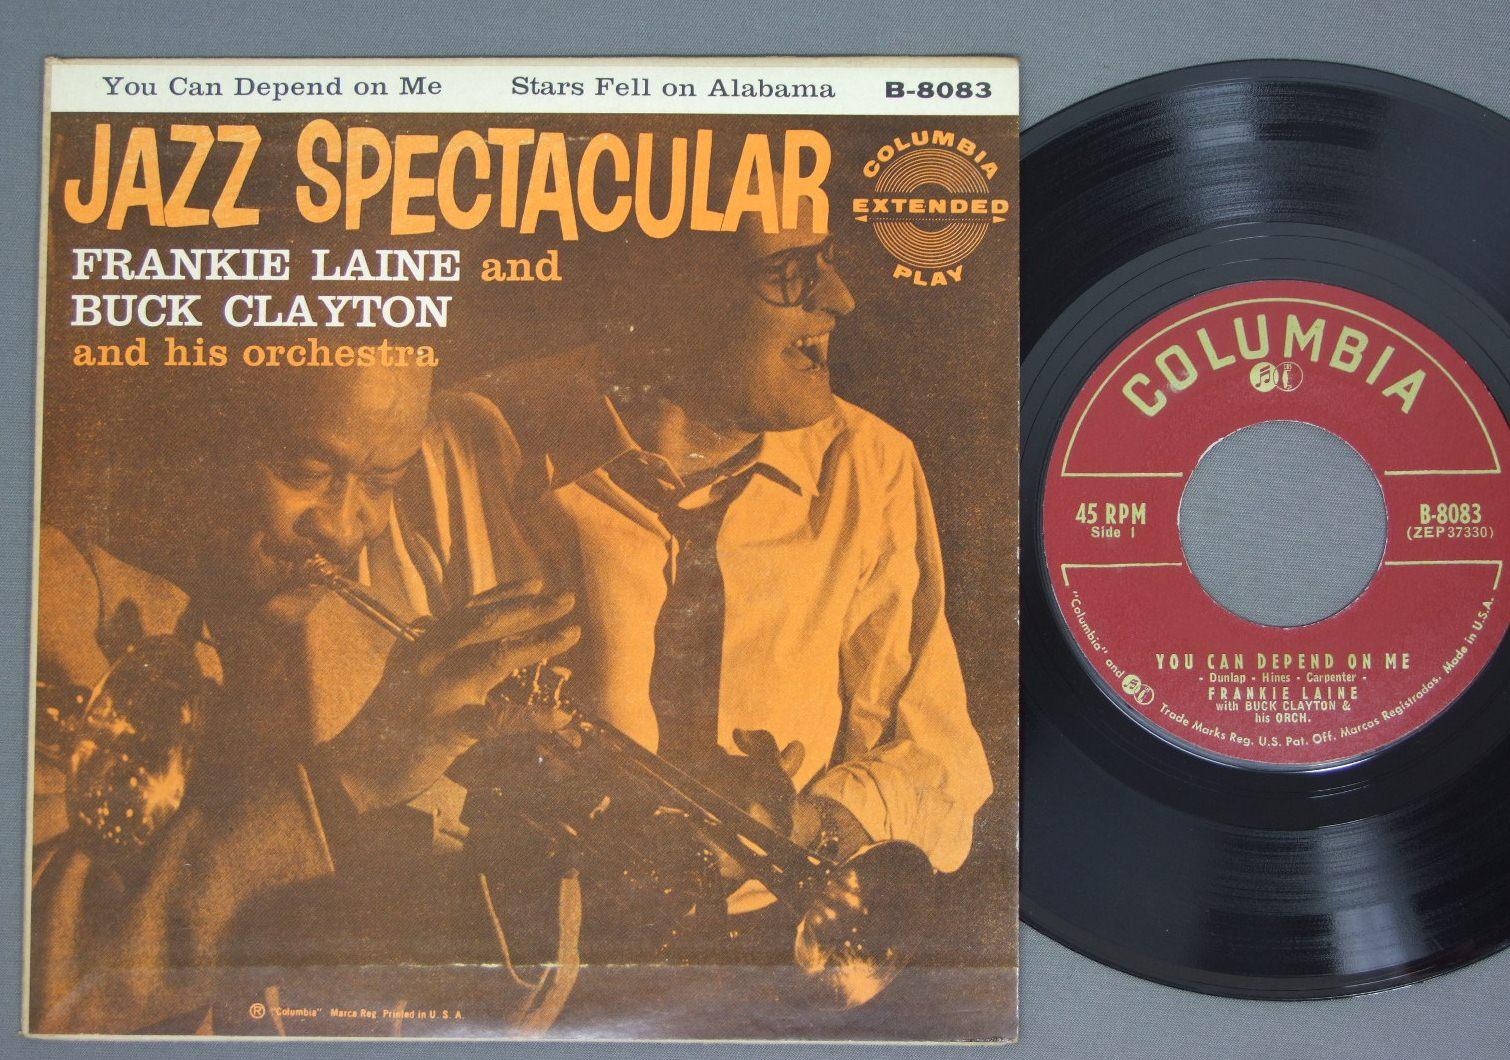 You Can Depend on Me Stars Fell on Alabama B-8083
JAZZ SPECTACULAR
FRANKIE LAINE and
BUCK CLAYTON
and his orchestra
COLUMBIA
EXTENDED
PLAY
® "Columbia" Marca Reg. Printed in U. S. A.
COLUMBIA
45 RPM
Side 1
B-8083
(ZEP37330)
YOU CAN DEPEND ON ME
- Dunlap - Hines - Carpenter -
FRANKIE LAINE
with BUCK CLAYTON &
his ORCH.
"Columbia" and Trade Marks Reg. U.S. Pat. Off. Marcas Registradas. Made in U.S.A.